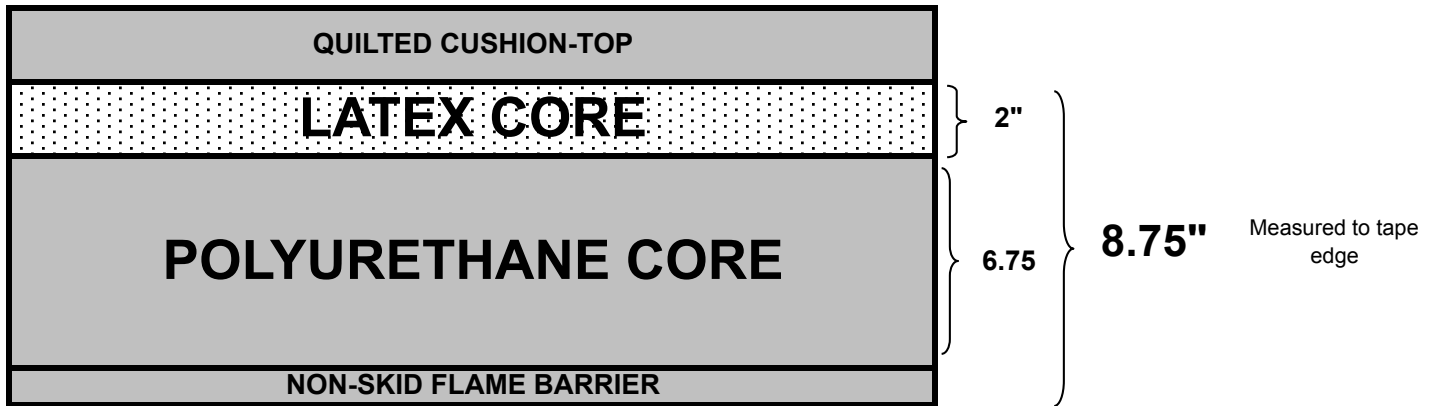 QUILTED CUSHION-TOP
LATEX CORE
2"
POLYURETHANE CORE
6.75
8.75"
Measured to tape
edge
NON-SKID FLAME BARRIER